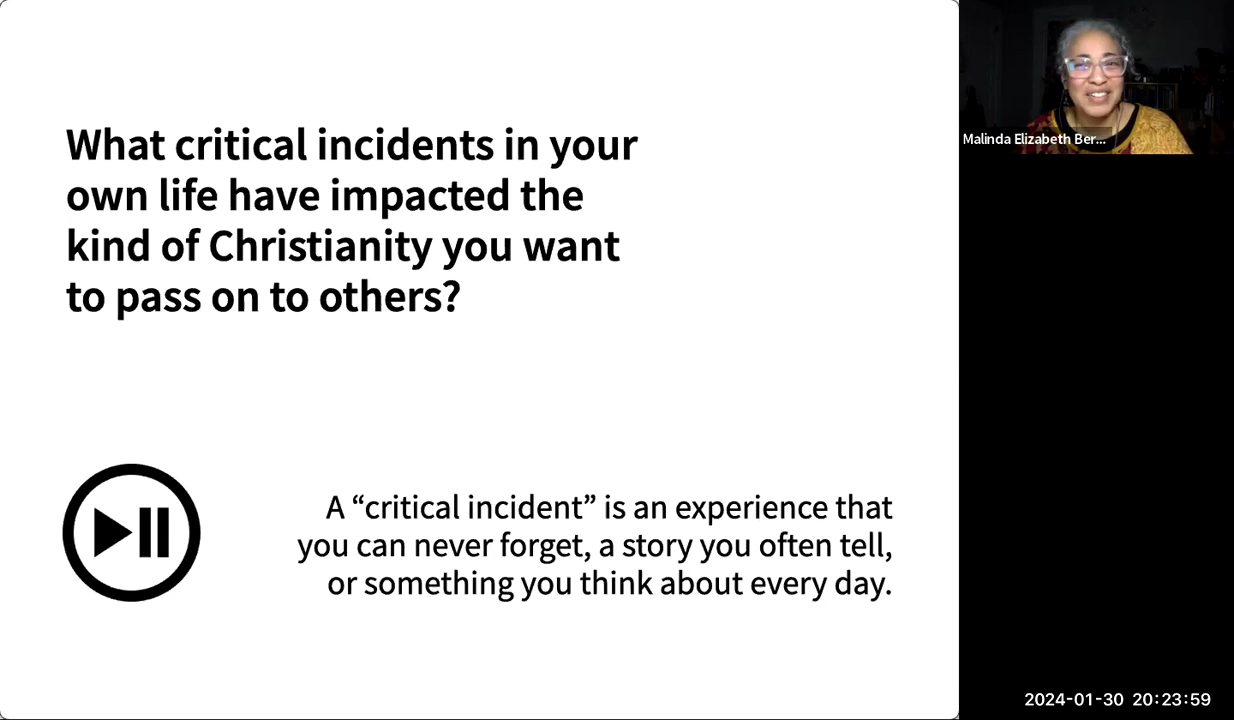 What critical incidents in your
own life have impacted the
kind of Christianity you want
to pass on to others?
A “critical incident” is an experience that
you can never forget, a story you often tell,
or something you think about every day.
Malinda Elizabeth Ber...
2024-01-30 20:23:59